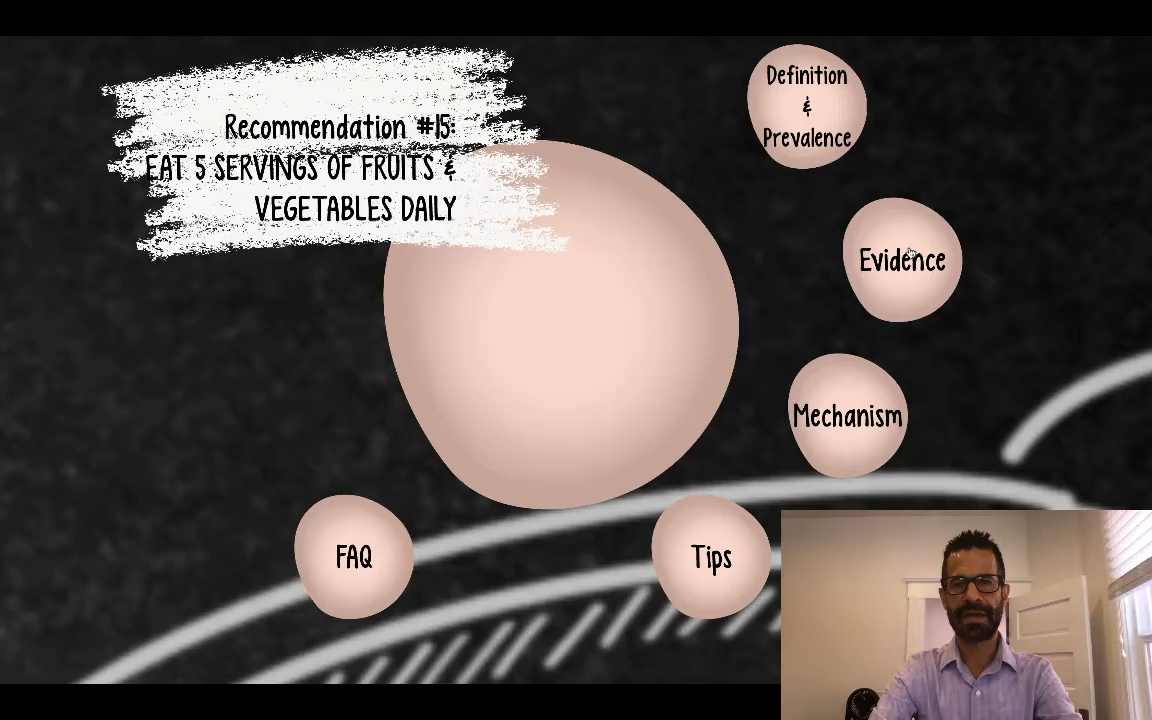 Recommendation #15:
EAT 5 SERVINGS OF FRUITS &
VEGETABLES DAILY
Definition
&
Prevalence
Evidence
Mechanism
Tips
FAQ